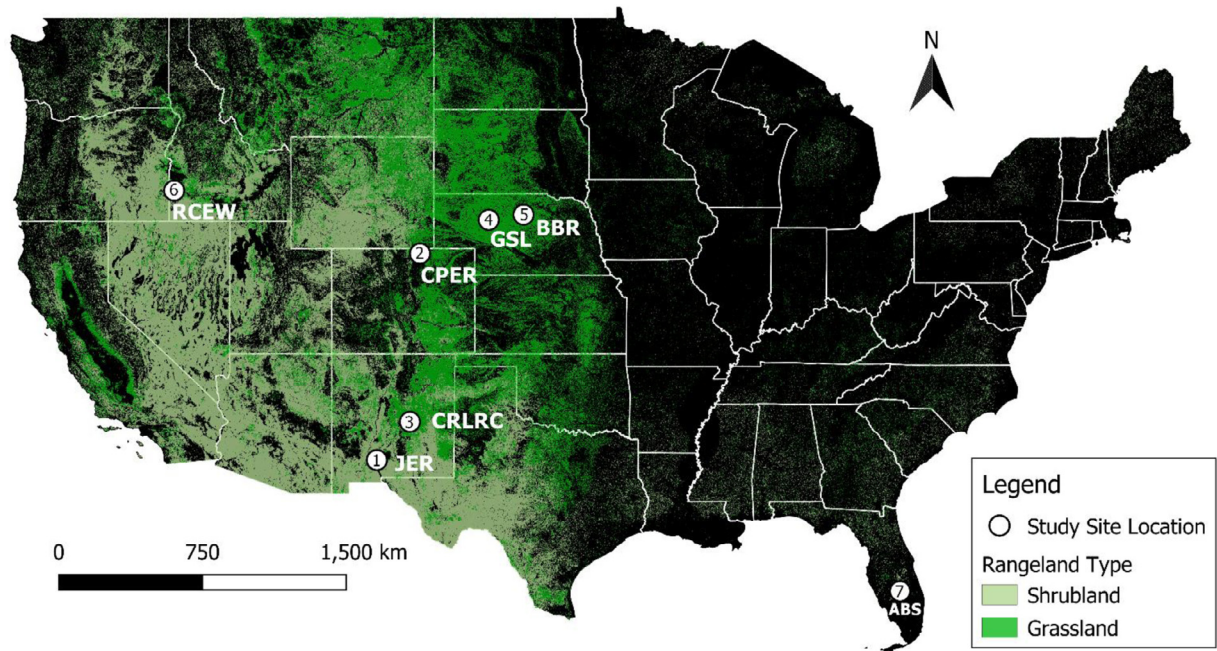 N
6
RCEW
4
GSL
5
BBR
2
CPER
3
CRLRC
1
JER
7
ABS
0 750 1,500 km
Legend
Study Site Location
Rangeland Type
Shrubland
Grassland